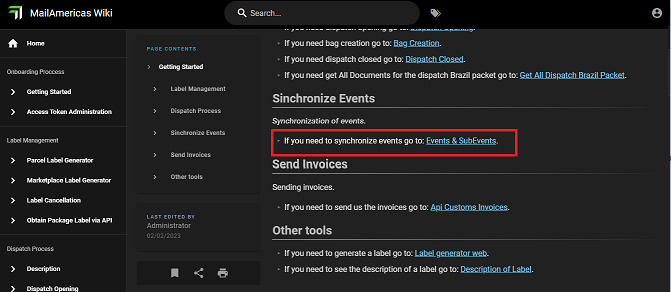 MailAmericas Wiki
Search...
Home
Onboarding Proccess
Getting Started
Access Token Administration
Label Management
Parcel Label Generator
Marketplace Label Generator
Label Cancellation
Obtain Package Label via API
Dispatch Process
Description
Dispatch Opening
PAGE CONTENTS
Getting Started
Label Management
Dispatch Process
Sinchronize Events
Send Invoices
Other tools
LAST EDITED BY
Administrator
02/02/2023
If you need Dispatch opening go to: Dispatch Opening.
If you need bag creation go to: Bag Creation.
If you need dispatch closed go to: Dispatch Closed.
If you need get All Documents for the dispatch Brazil packet go to: Get All Dispatch Brazil Packet.
Sinchronize Events
Synchronization of events.
If you need to synchronize events go to: Events & SubEvents.
Send Invoices
Sending invoices.
If you need to send us the invoices go to: Api Customs Invoices.
Other tools
If you need to generate a label go to: Label generator web.
If you need to see the description of a label go to: Description of Label.